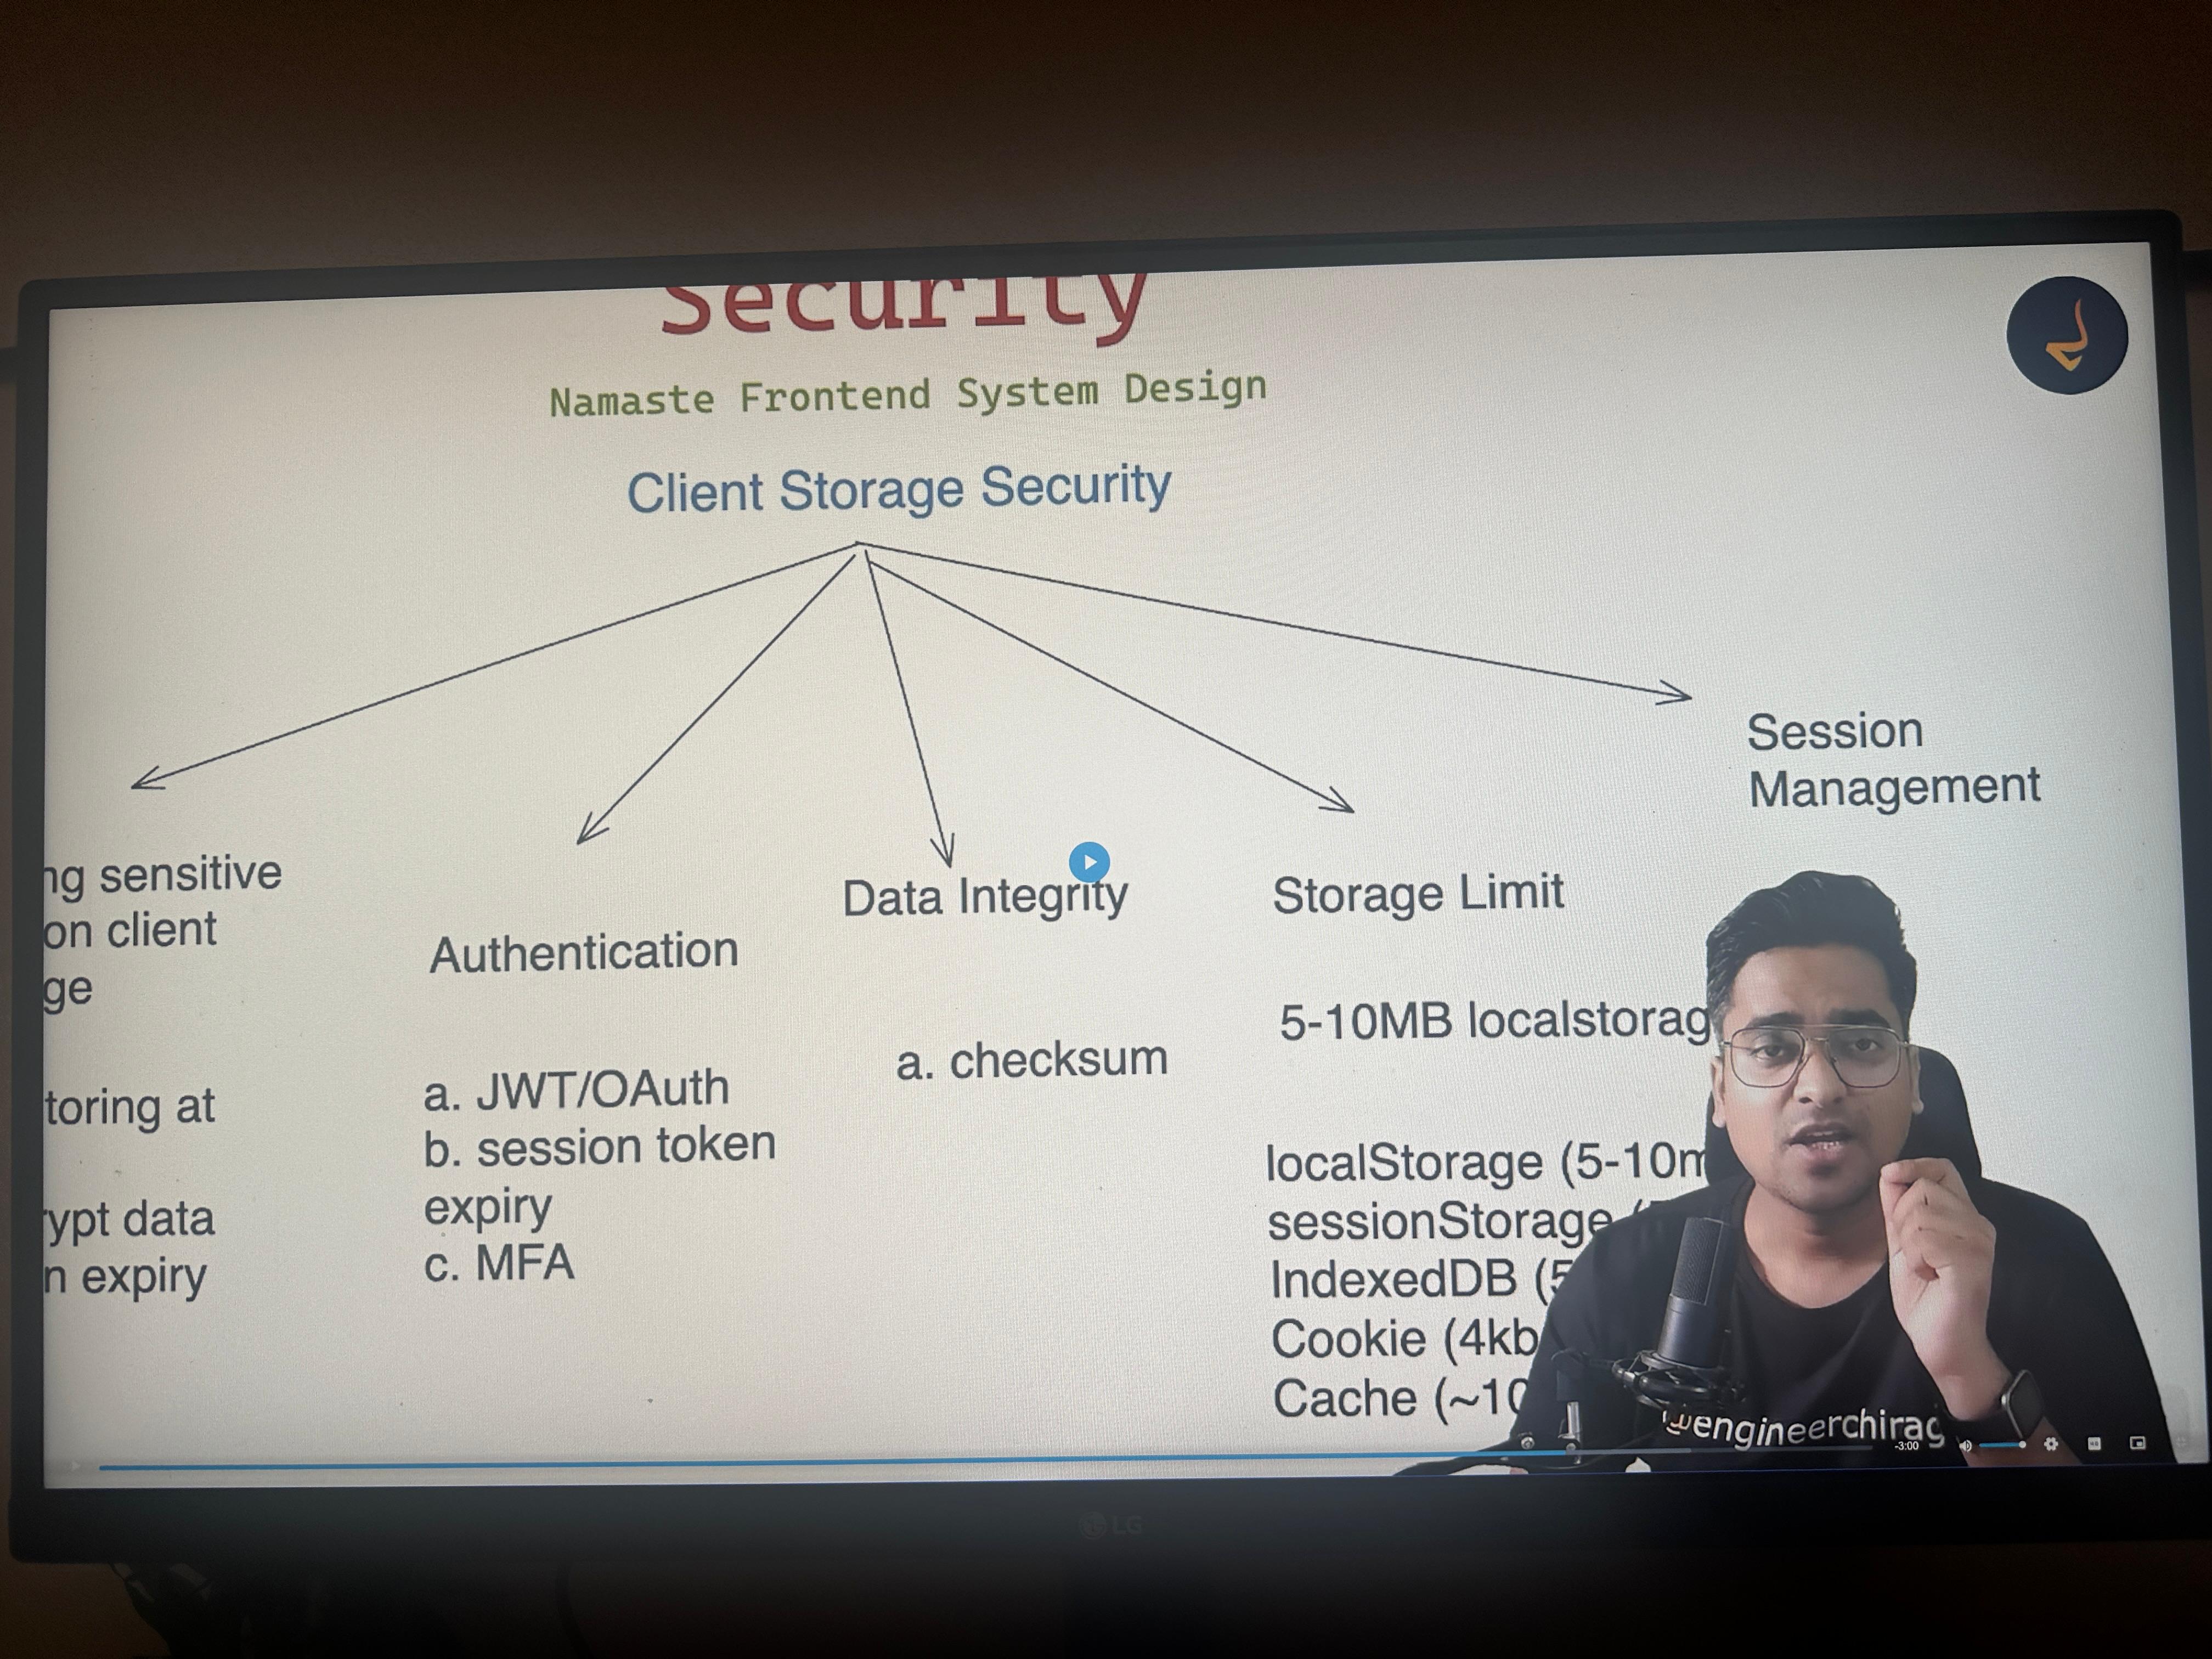 Security
Namaste Frontend System Design
Client Storage Security
Session
Management
ng sensitive
on client
ge
toring at
ypt data
n expiry
Authentication
a. JWT/OAuth
b. session token
expiry
c. MFA
Data Integrity
a. checksum
Storage Limit
5-10MB localstorag
localStorage (5-10m
sessionStorage (
IndexedDB (5
Cookie (4kb
Cache (~10
@engineerchirag
-3:00
LG